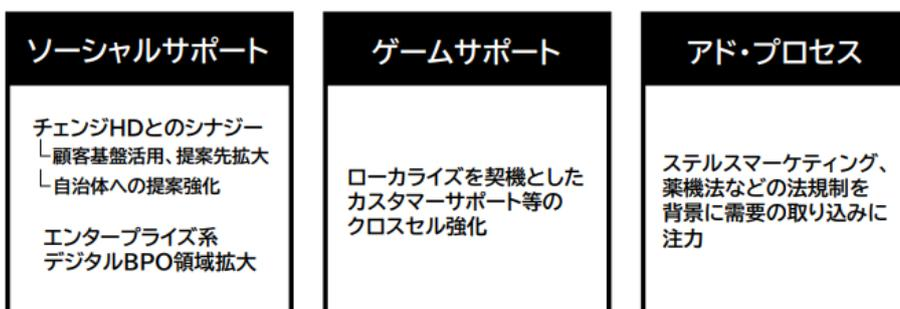 ソーシャルサポート
チェンジHDとのシナジー
顧客基盤活用、提案先拡大
自治体への提案強化
エンタープライズ系
デジタルBPO領域拡大
ゲームサポート
ローカライズを契機とした
カスタマーサポート等の
クロスセル強化
アド・プロセス
ステルスマーケティング、
薬機法などの法規制を
背景に需要の取り込みに
注力